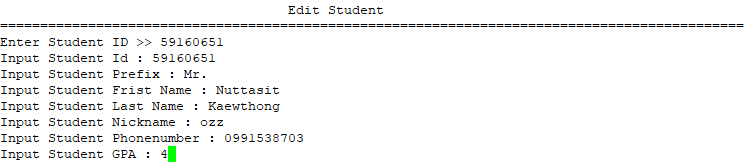 Edit Student
=============================================================================================
Enter Student ID >> 59160651
Input Student Id : 59160651
Input Student Prefix : Mr.
Input Student Frist Name : Nuttasit
Input Student Last Name : Kaewthong
Input Student Nickname : ozz
Input Student Phonenumber : 0991538703
Input Student GPA : 4